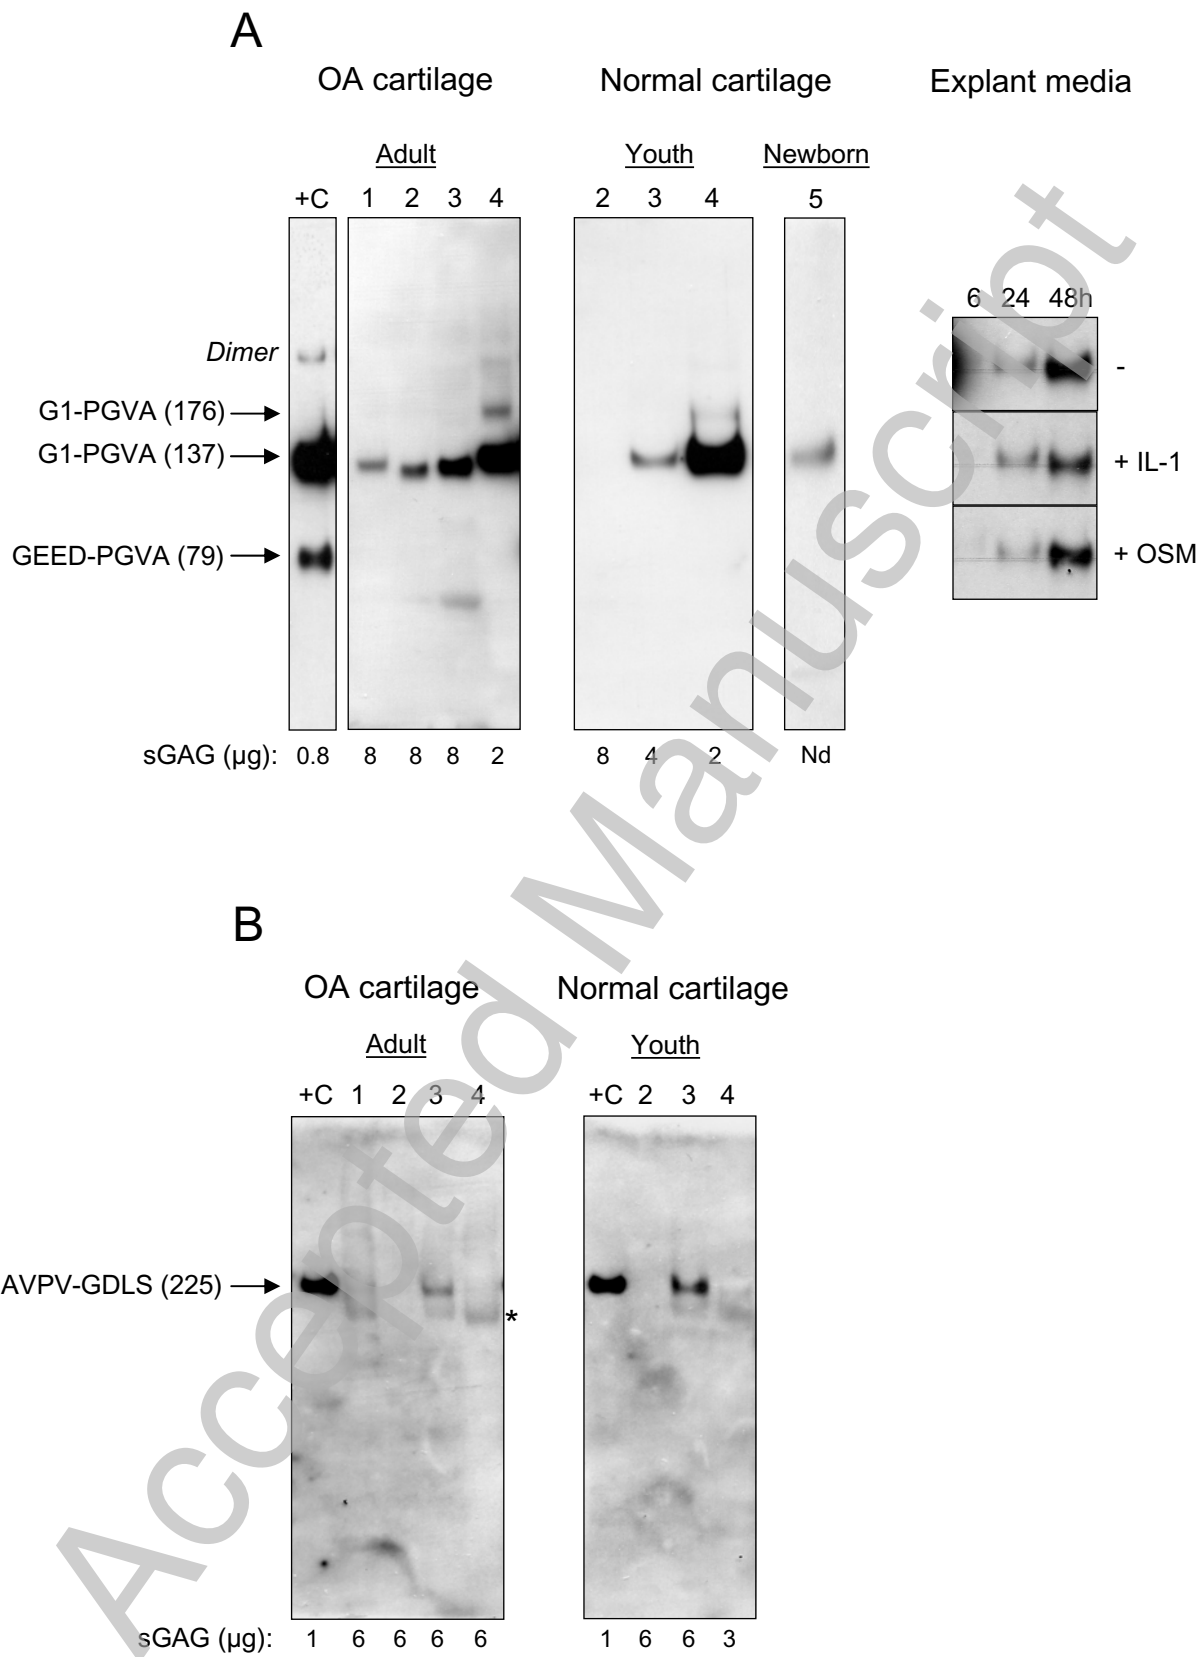 A
OA cartilage
Normal cartilage
Explant media
Adult
Youth
Newborn
+C 1 2 3 4
2 3 4
5
6 24 48h
Dimer
G1-PGVA (176)
G1-PGVA (137)
GEED-PGVA (79)
-
+ IL-1
+ OSM
sGAG (µg): 0.8 8 8 8 2
8 4 2
Nd
B
OA cartilage
Normal cartilage
Adult
Youth
+C 1 2 3 4
+C 2 3 4
AVPV-GDLS (225)
*
sGAG (µg): 1 6 6 6 6
1 6 6 3
Accepted Manuscript